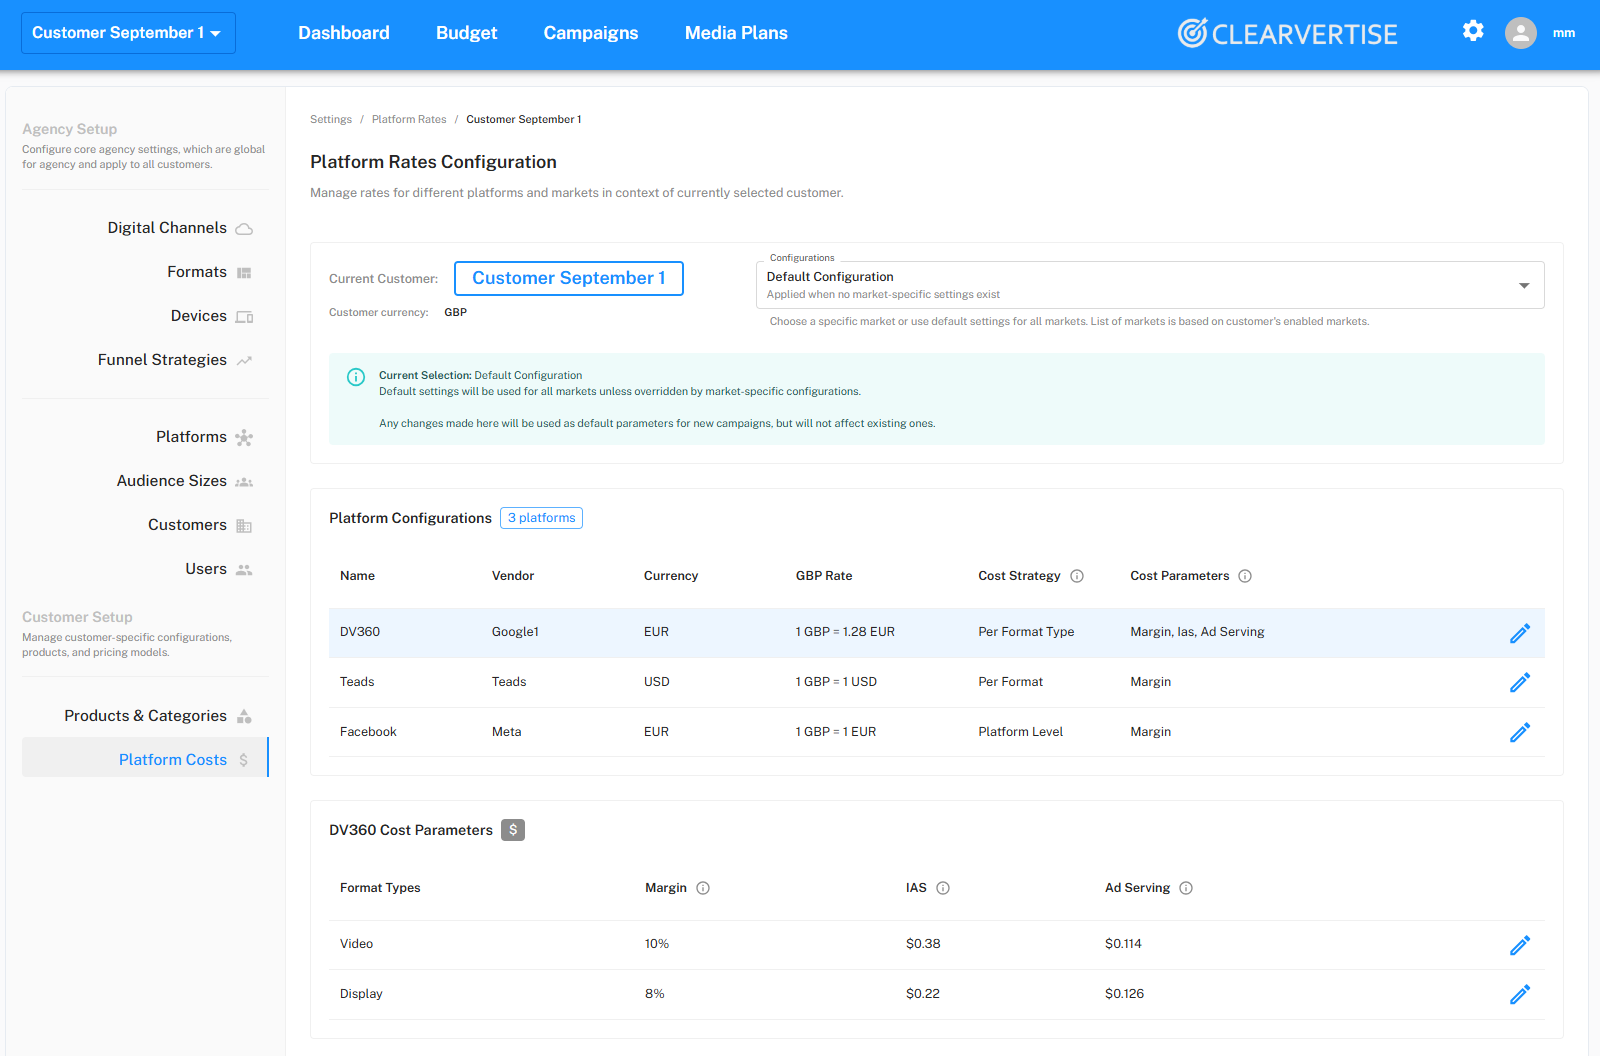 Customer September 1
Dashboard
Budget
Campaigns
Media Plans
CLEARVERTISE
mm
Agency Setup
Configure core agency settings, which are global
for agency and apply to all customers.
Digital Channels
Formats
Devices
Funnel Strategies
Platforms
Audience Sizes
Customers
Users
Customer Setup
Manage customer-specific configurations,
products, and pricing models.
Products & Categories
Platform Costs
$
Settings / Platform Rates / Customer September 1
Platform Rates Configuration
Manage rates for different platforms and markets in context of currently selected customer.
Current Customer: Customer September 1
Customer currency: GBP
Configurations
Default Configuration
Applied when no market-specific settings exist
Choose a specific market or use default settings for all markets. List of markets is based on customer's enabled markets.
Current Selection: Default Configuration
Default settings will be used for all markets unless overridden by market-specific configurations.
Any changes made here will be used as default parameters for new campaigns, but will not affect existing ones.
Platform Configurations 3 platforms
Name Vendor Currency GBP Rate Cost Strategy Cost Parameters
DV360 Google1 EUR 1 GBP = 1.28 EUR Per Format Type Margin, Ias, Ad Serving
Teads Teads USD 1 GBP = 1 USD Per Format Margin
Facebook Meta EUR 1 GBP = 1 EUR Platform Level Margin
DV360 Cost Parameters $
Format Types Margin IAS Ad Serving
Video 10% $0.38 $0.114
Display 8% $0.22 $0.126